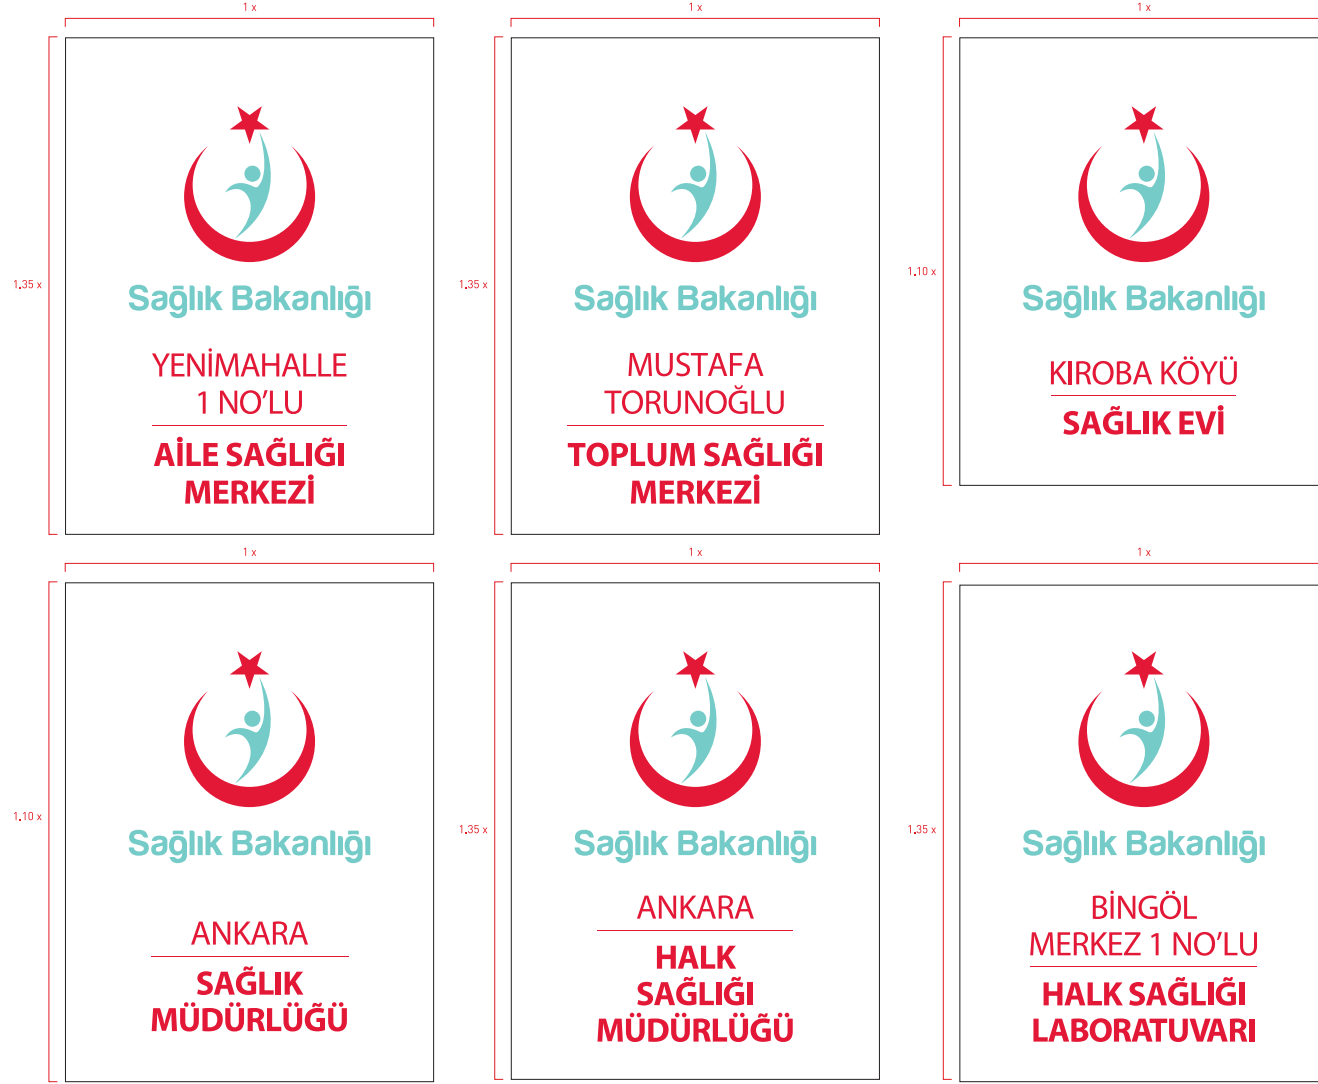 1 x
1.35 x
Sağlık Bakanlığı
YENİMAHALLE
1 NO'LU
AİLE SAĞLIĞI
MERKEZİ
1 x
1.35 x
Sağlık Bakanlığı
MUSTAFA
TORUNOĞLU
TOPLUM SAĞLIĞI
MERKEZİ
1 x
1.10 x
Sağlık Bakanlığı
KIROBA KÖYÜ
SAĞLIK EVİ
1 x
1.10 x
Sağlık Bakanlığı
ANKARA
SAĞLIK
MÜDÜRLÜĞÜ
1 x
1.35 x
Sağlık Bakanlığı
ANKARA
HALK
SAĞLIĞI
MÜDÜRLÜĞÜ
1 x
1.35 x
Sağlık Bakanlığı
BİNGÖL
MERKEZ 1 NO'LU
HALK SAĞLIĞI
LABORATUVARI